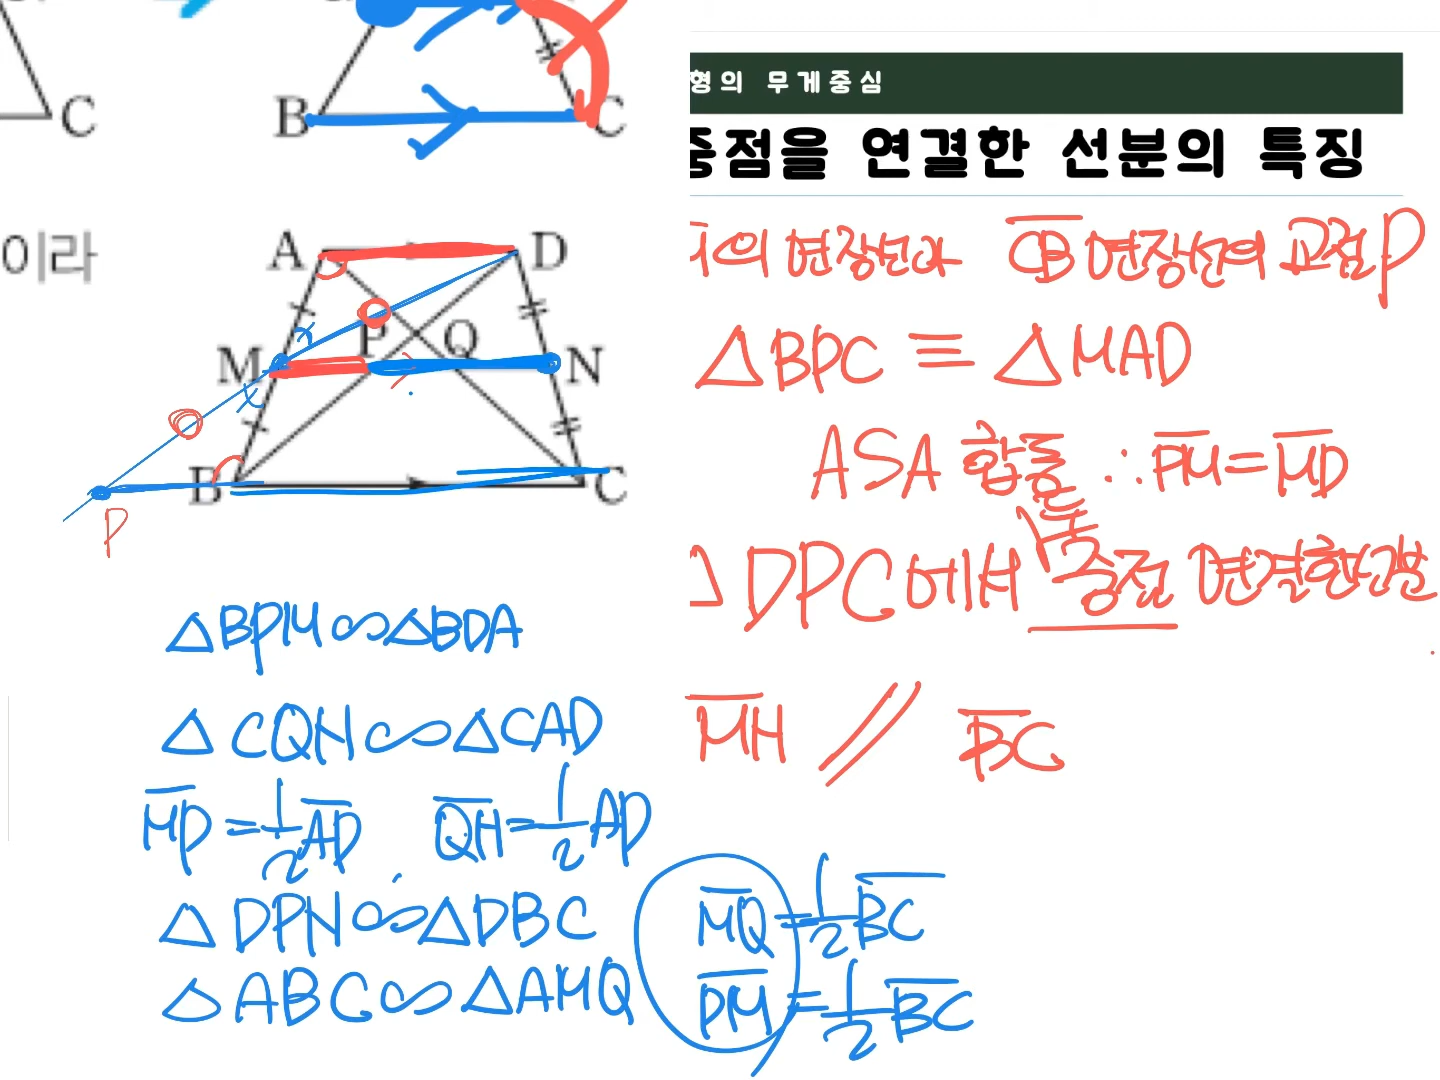 C
B C
형의 무게중심
중점을 연결한 선분의 특징
이라
A D
P Q
M N
B C
P
의 연장선과 CB 연장선의 교점 P
△BPC ≡ △MAD
ASA 합동 ∴ PM = MD
△DPC에서 중점 연결한 선분
MN // BC
△BPM ∽ △BDA
△CQN ∽ △CAD
MP = 1/2 AD QN = 1/2 AD
△DPN ∽ △DBC
△ABC ∽ △AMQ
MQ = 1/2 BC
PM = 1/2 BC